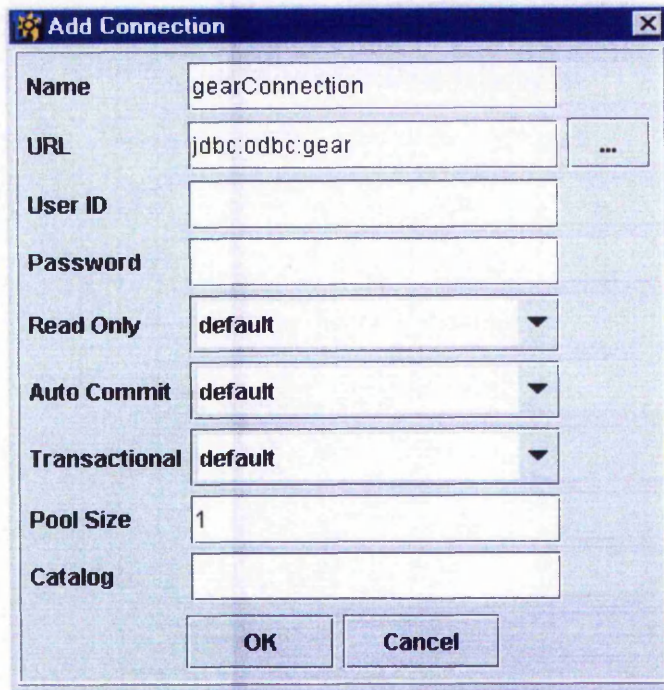 Add Connection
Name gearConnection
URL jdbc:odbc:gear ...
User ID
Password
Read Only default
Auto Commit default
Transactional default
Pool Size 1
Catalog
OK Cancel